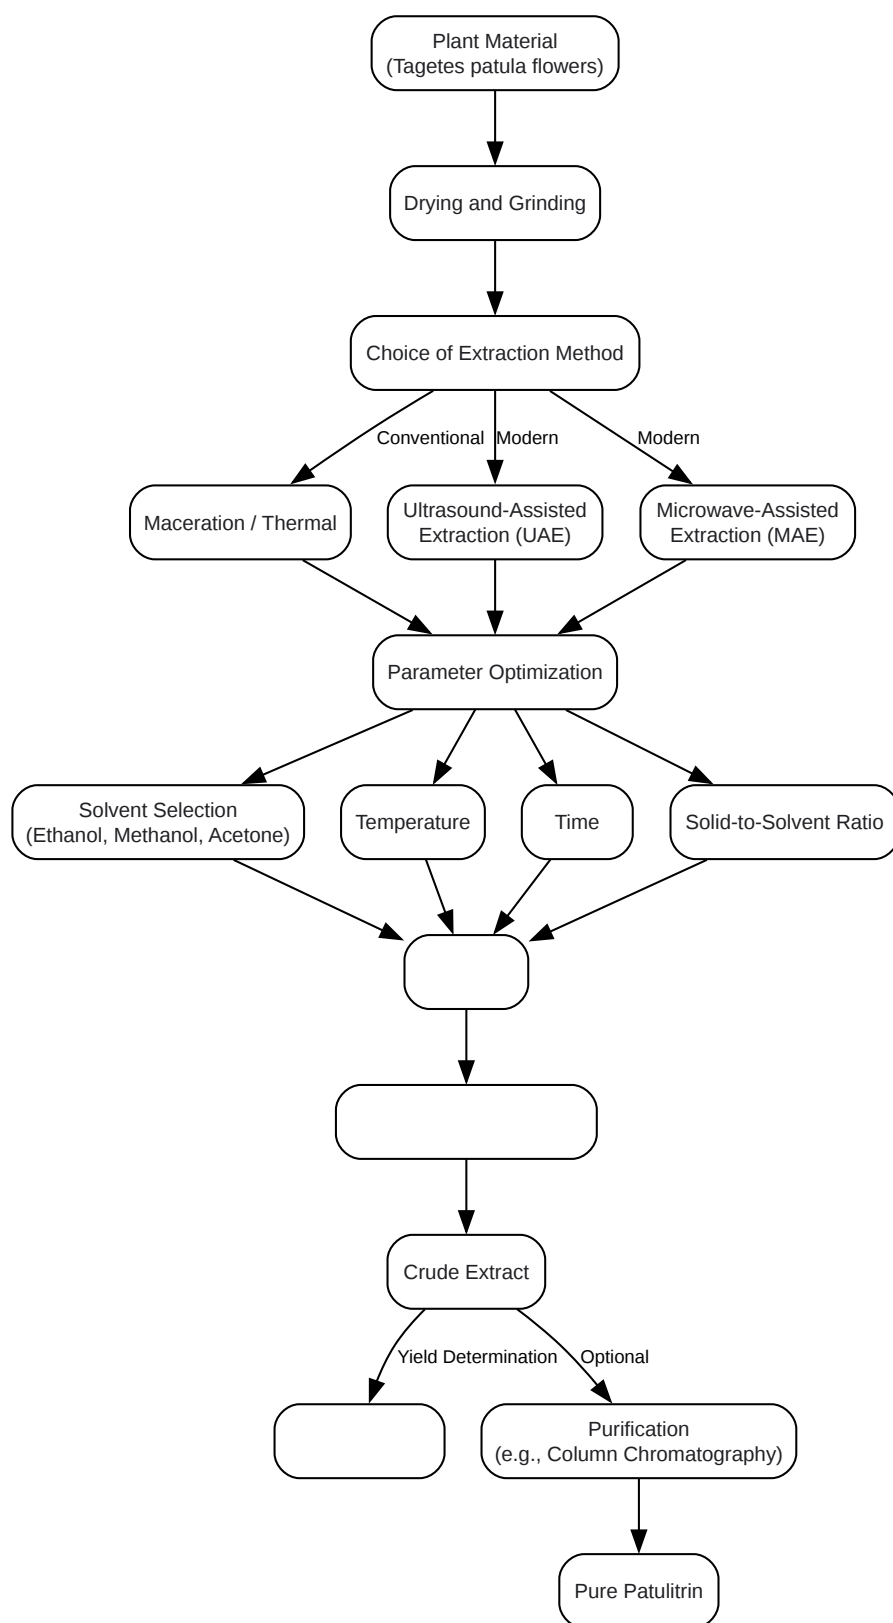 Plant Material
(Tagetes patula flowers)
Drying and Grinding
Choice of Extraction Method
Conventional
Modern
Modern
Maceration / Thermal
Ultrasound-Assisted
Extraction (UAE)
Microwave-Assisted
Extraction (MAE)
Parameter Optimization
Solvent Selection
(Ethanol, Methanol, Acetone)
Temperature
Time
Solid-to-Solvent Ratio
Crude Extract
Yield Determination
Optional
Purification
(e.g., Column Chromatography)
Pure Patulitrin